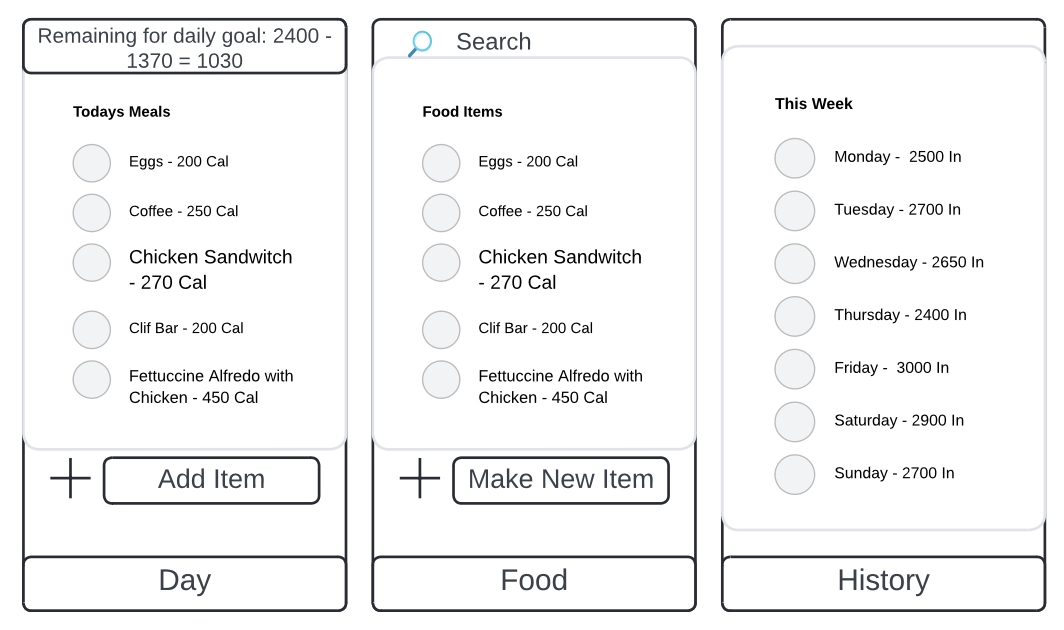 Remaining for daily goal: 2400 -
1370 = 1030
Todays Meals
Eggs - 200 Cal
Coffee - 250 Cal
Chicken Sandwitch
- 270 Cal
Clif Bar - 200 Cal
Fettuccine Alfredo with
Chicken - 450 Cal
Add Item
Day
Search
Food Items
Eggs - 200 Cal
Coffee - 250 Cal
Chicken Sandwitch
- 270 Cal
Clif Bar - 200 Cal
Fettuccine Alfredo with
Chicken - 450 Cal
Make New Item
Food
This Week
Monday -  2500 In
Tuesday - 2700 In
Wednesday - 2650 In
Thursday - 2400 In
Friday -  3000 In
Saturday - 2900 In
Sunday - 2700 In
History